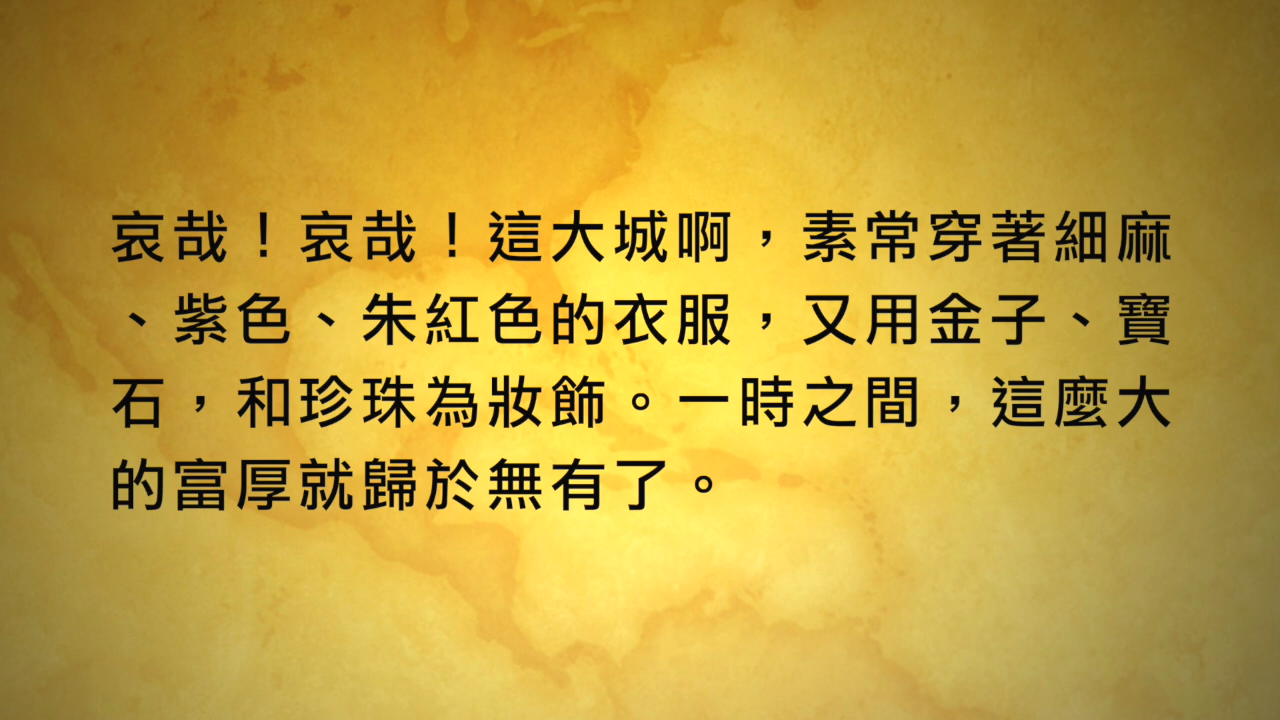 哀哉！哀哉！這大城啊，素常穿著細麻
、紫色、朱紅色的衣服，又用金子、寶
石，和珍珠為妝飾。一時之間，這麼大
的富厚就歸於無有了。